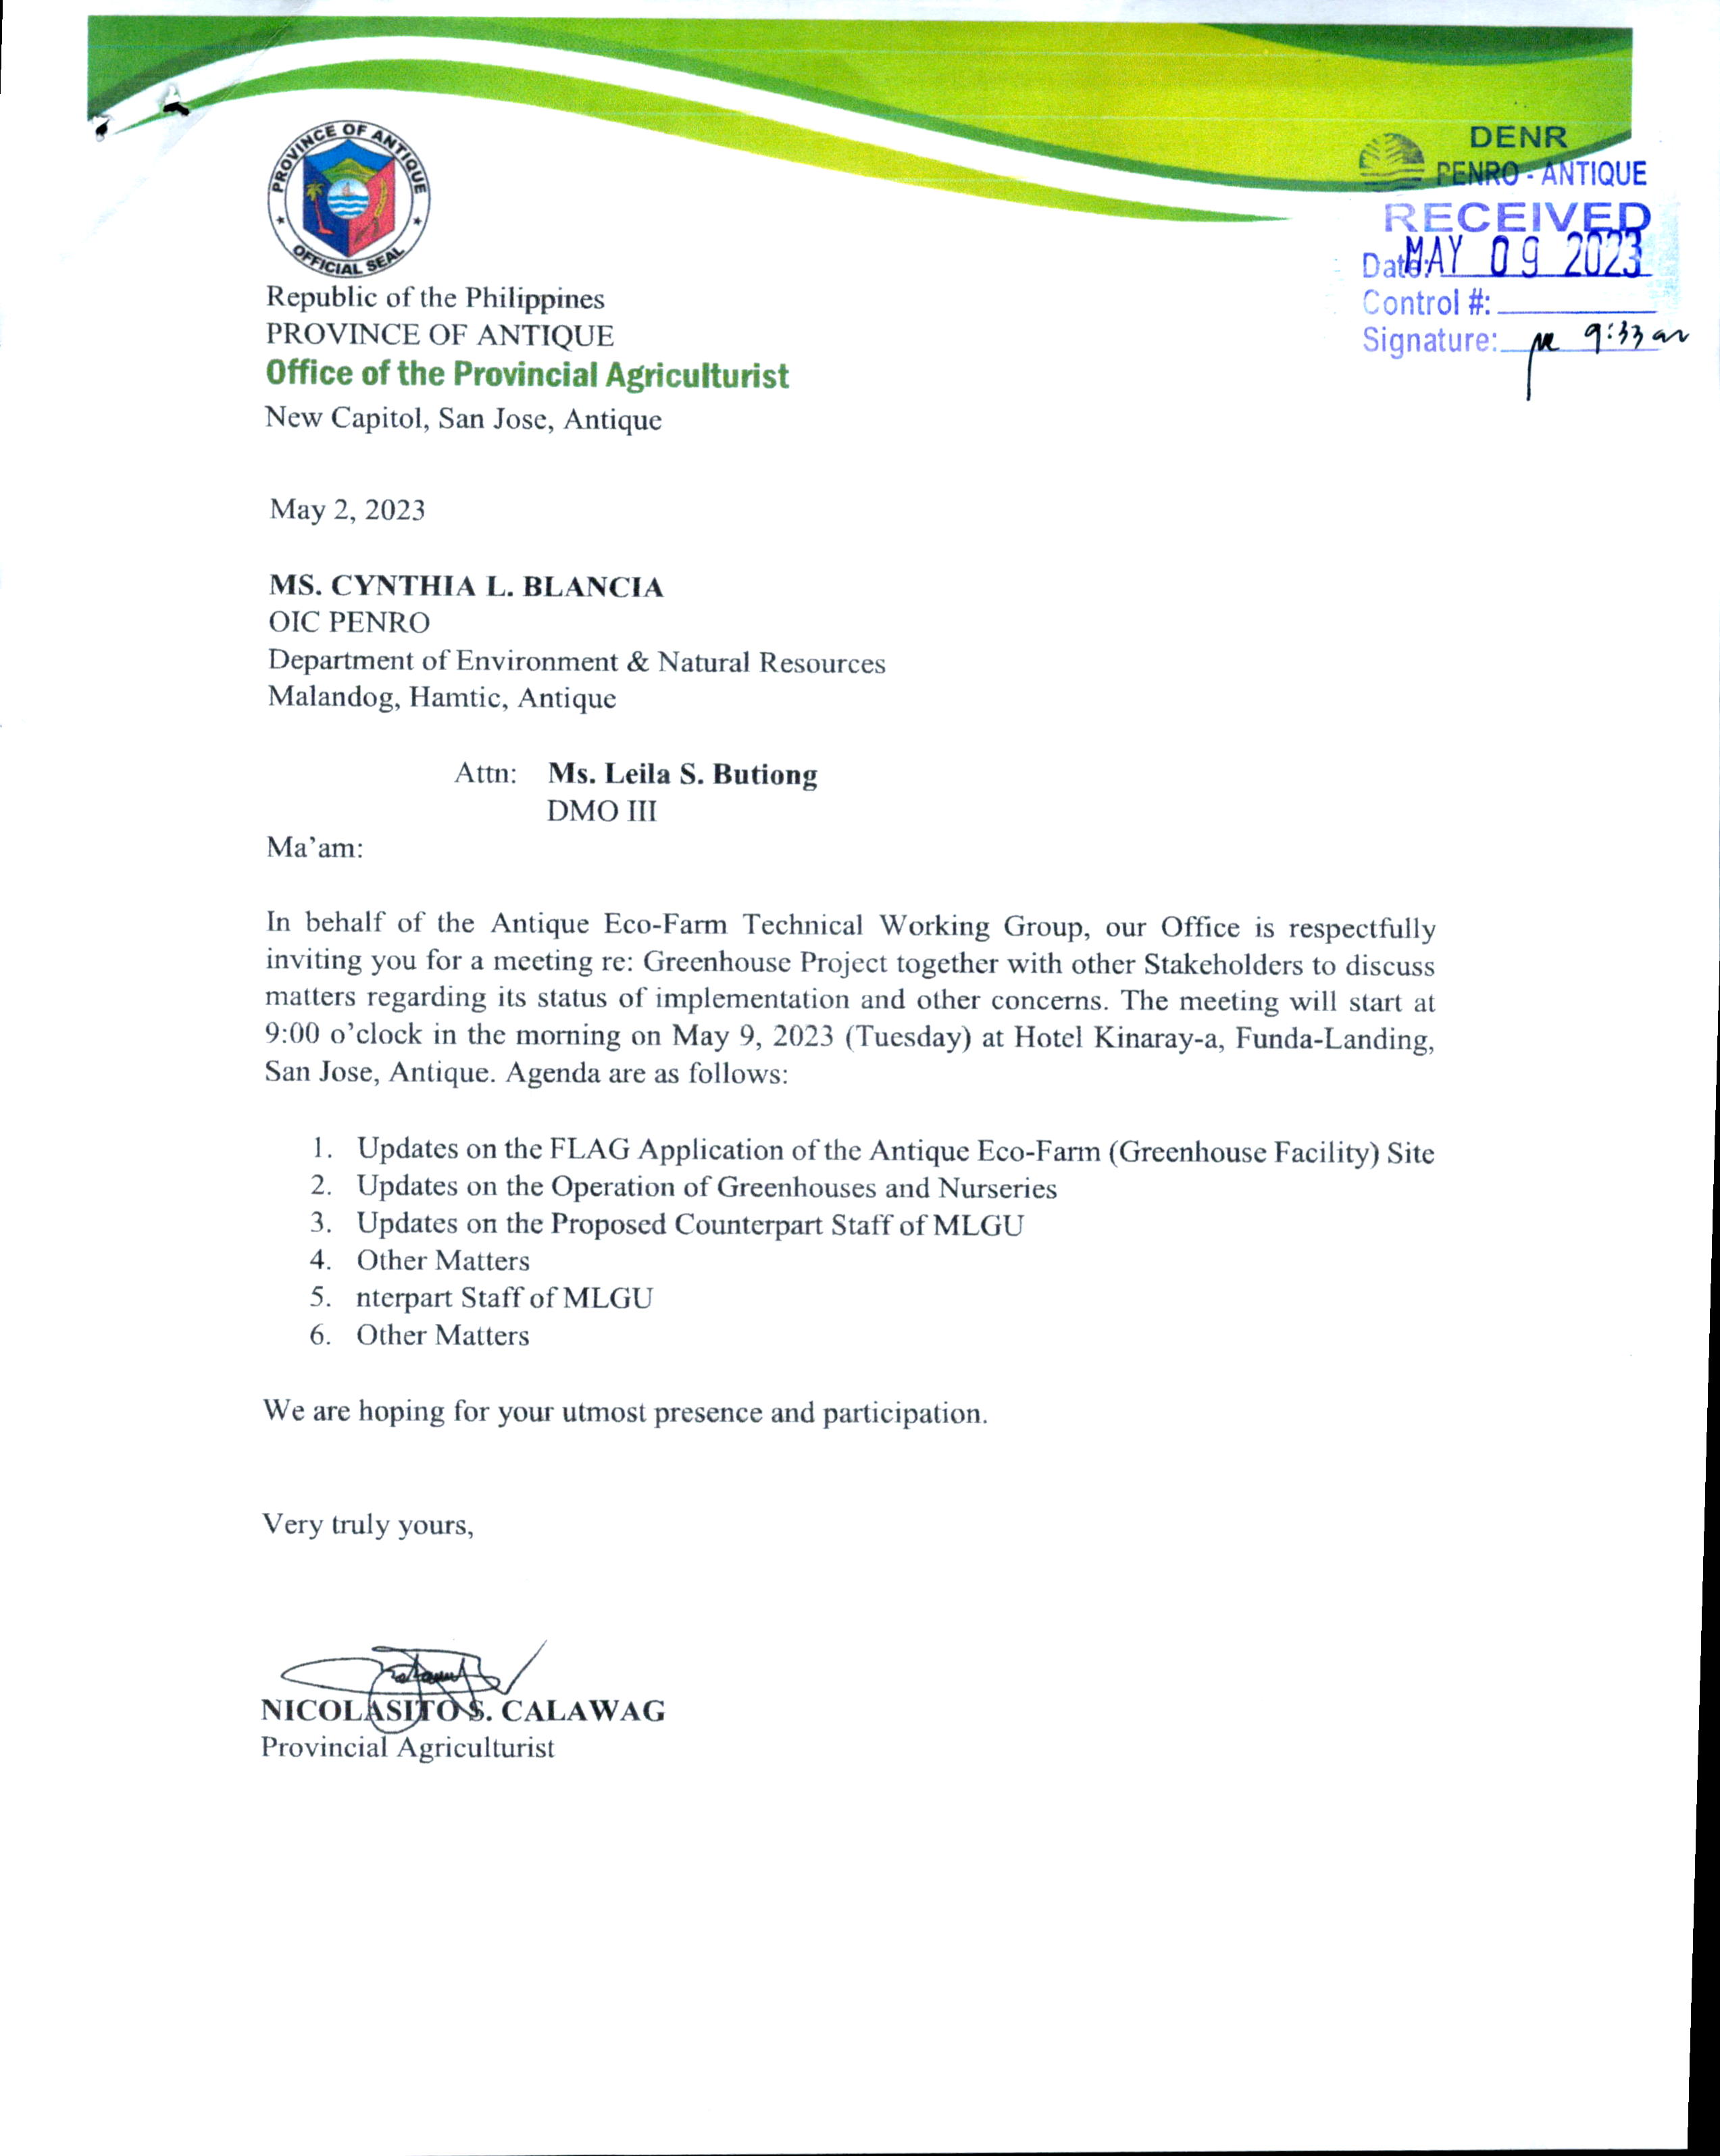 PROVINCE OF ANTIQUE
OFFICIAL SEAL
DENR
PENRO - ANTIQUE
RECEIVED
Date: MAY 09 2023
Control #:
Signature: 9:33 am
Republic of the Philippines
PROVINCE OF ANTIQUE
Office of the Provincial Agriculturist
New Capitol, San Jose, Antique
May 2, 2023
MS. CYNTHIA L. BLANCIA
OIC PENRO
Department of Environment & Natural Resources
Malandog, Hamtic, Antique
Attn: Ms. Leila S. Butiong
DMO III
Ma'am:
In behalf of the Antique Eco-Farm Technical Working Group, our Office is respectfully
inviting you for a meeting re: Greenhouse Project together with other Stakeholders to discuss
matters regarding its status of implementation and other concerns. The meeting will start at
9:00 o'clock in the morning on May 9, 2023 (Tuesday) at Hotel Kinaray-a, Funda-Landing,
San Jose, Antique. Agenda are as follows:
1. Updates on the FLAG Application of the Antique Eco-Farm (Greenhouse Facility) Site
2. Updates on the Operation of Greenhouses and Nurseries
3. Updates on the Proposed Counterpart Staff of MLGU
4. Other Matters
5. nterpart Staff of MLGU
6. Other Matters
We are hoping for your utmost presence and participation.
Very truly yours,
NICOLASITO S. CALAWAG
Provincial Agriculturist